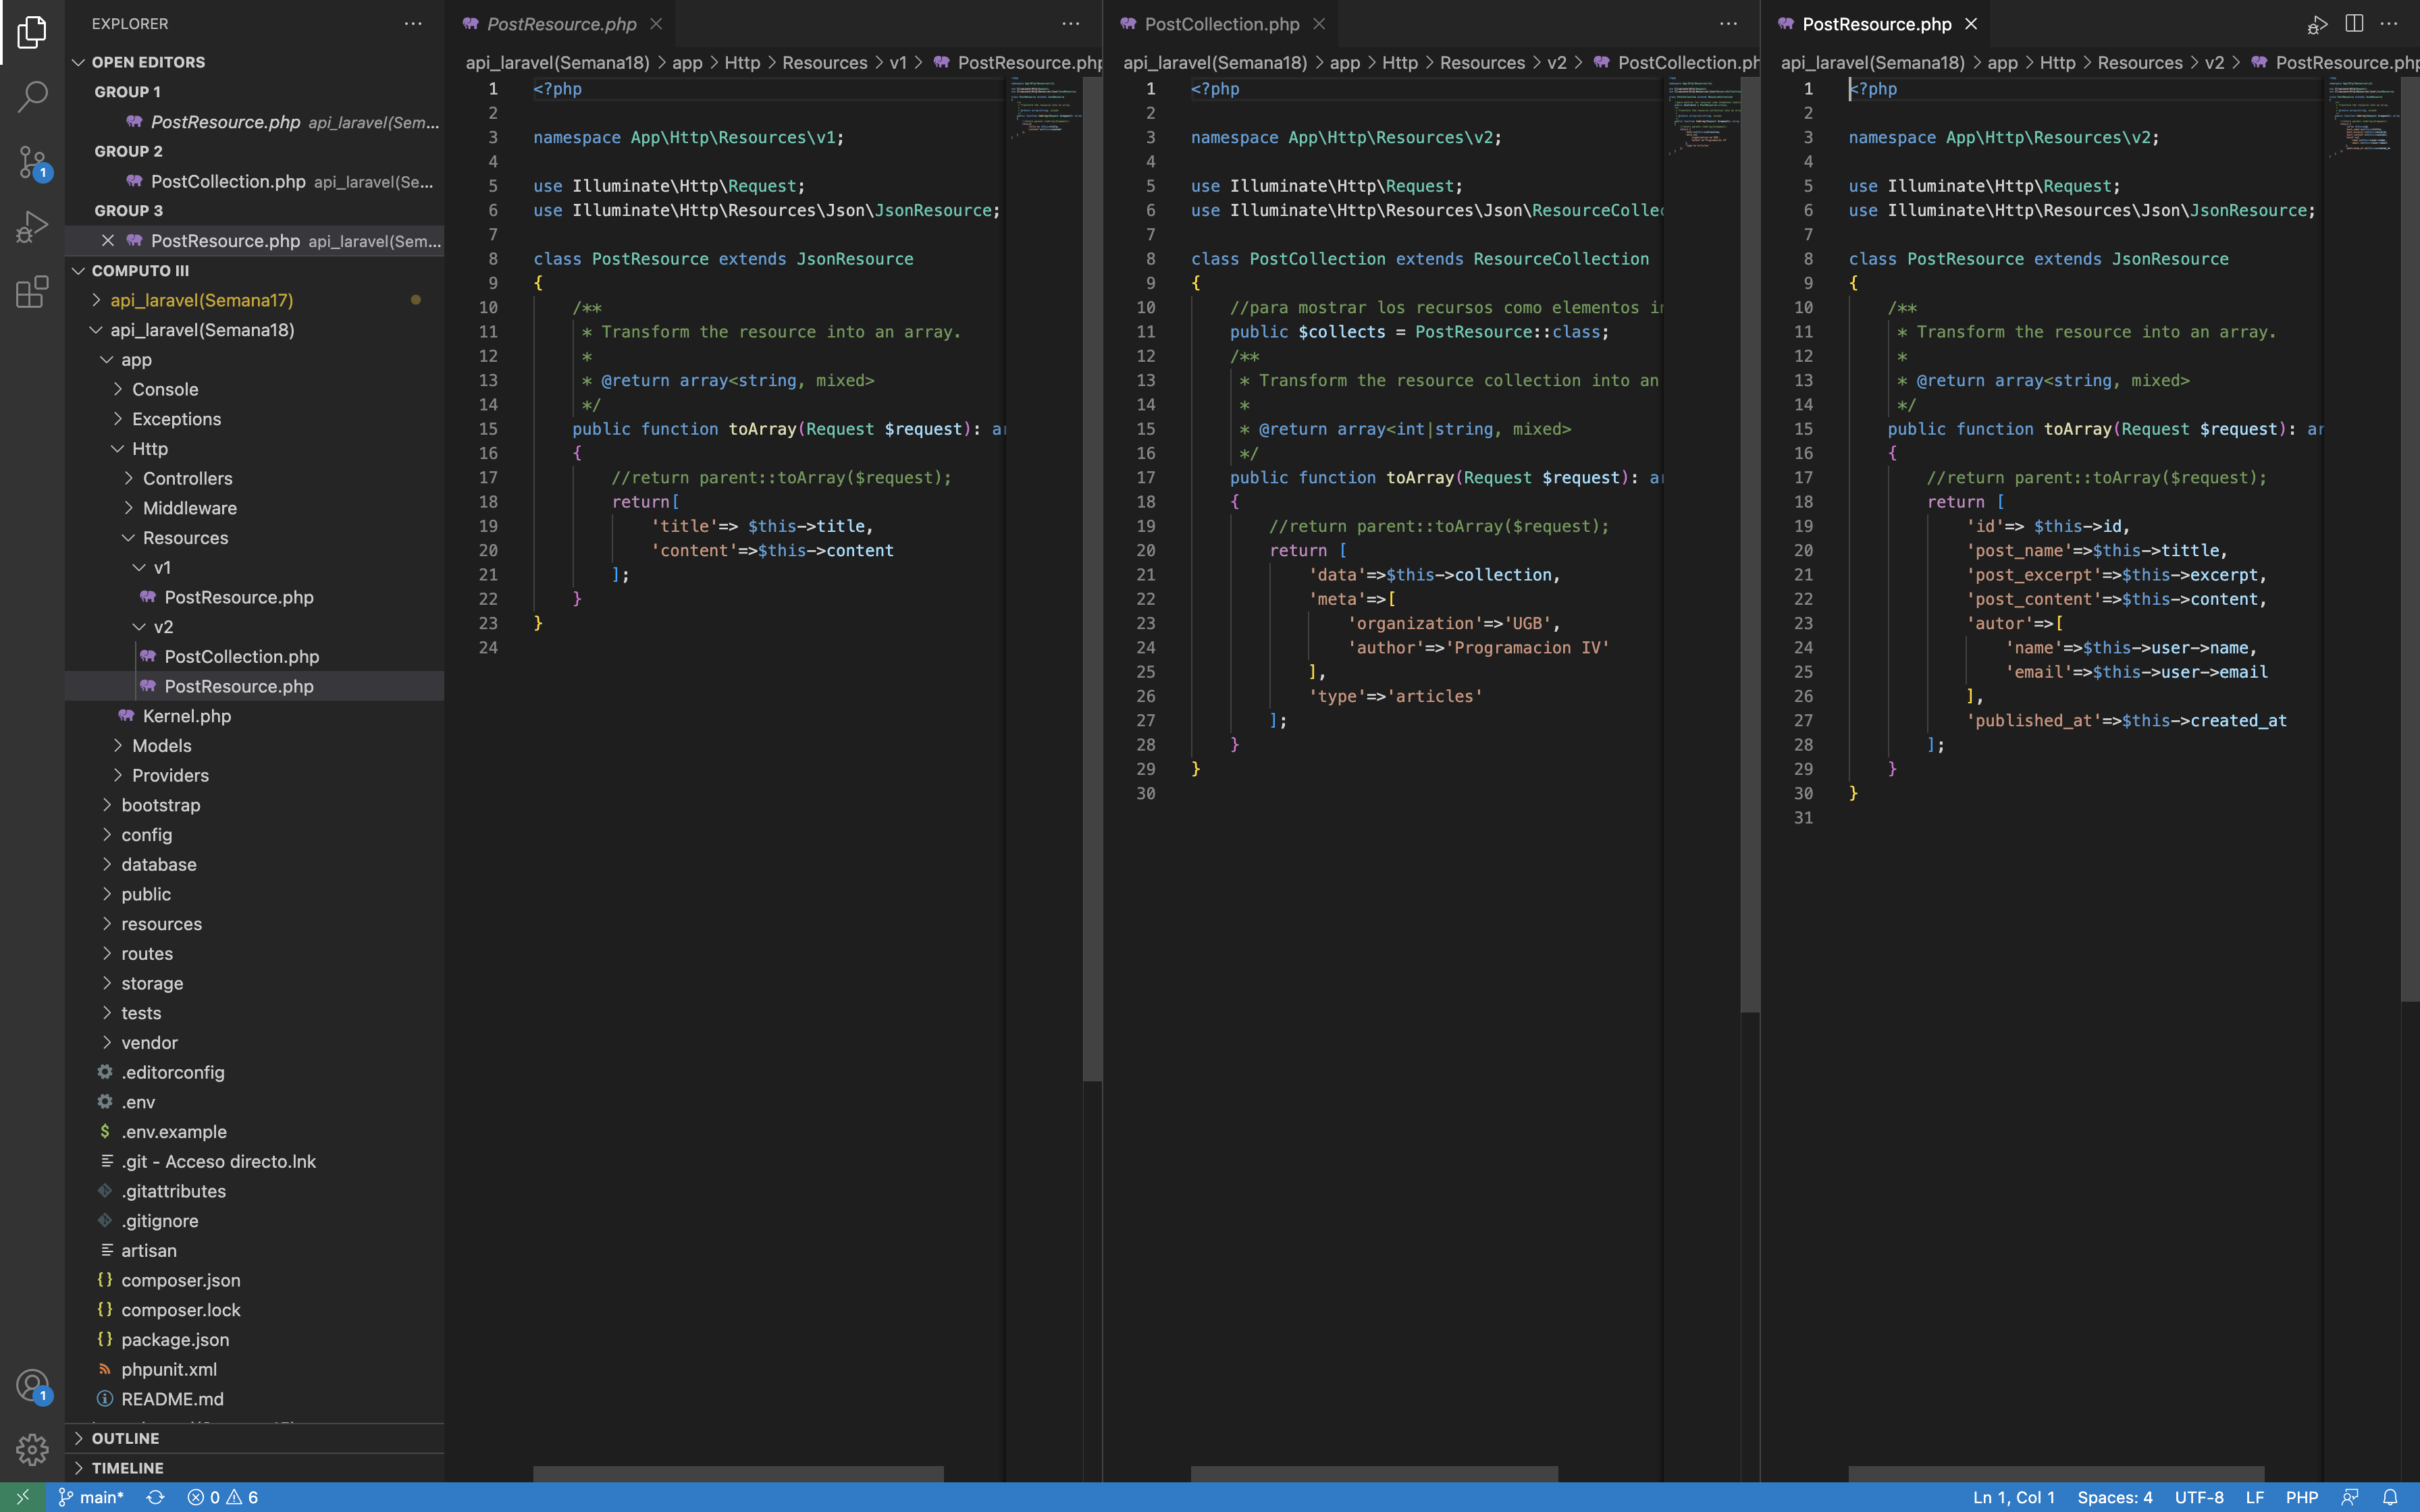 EXPLORER
OPEN EDITORS
GROUP 1
PostResource.php api_laravel(Sem...
GROUP 2
PostCollection.php api_laravel(Se...
GROUP 3
PostResource.php api_laravel(Sem...
COMPUTO III
api_laravel(Semana17)
api_laravel(Semana18)
app
Console
Exceptions
Http
Controllers
Middleware
Resources
v1
PostResource.php
v2
PostCollection.php
PostResource.php
Kernel.php
Models
Providers
bootstrap
config
database
public
resources
routes
storage
tests
vendor
.editorconfig
.env
.env.example
.git - Acceso directo.lnk
.gitattributes
.gitignore
artisan
composer.json
composer.lock
package.json
phpunit.xml
README.md
OUTLINE
TIMELINE
PostResource.php
api_laravel(Semana18) > app > Http > Resources > v1 > PostResource.php
1 <?php
2
3 namespace App\Http\Resources\v1;
4
5 use Illuminate\Http\Request;
6 use Illuminate\Http\Resources\Json\JsonResource;
7
8 class PostResource extends JsonResource
9 {
10 /**
11 * Transform the resource into an array.
12 *
13 * @return array<string, mixed>
14 */
15 public function toArray(Request $request): ar
16 {
17 //return parent::toArray($request);
18 return[
19 'title'=> $this->title,
20 'content'=>$this->content
21 ];
22 }
23 }
24
PostCollection.php
api_laravel(Semana18) > app > Http > Resources > v2 > PostCollection.ph
1 <?php
2
3 namespace App\Http\Resources\v2;
4
5 use Illuminate\Http\Request;
6 use Illuminate\Http\Resources\Json\ResourceCollec
7
8 class PostCollection extends ResourceCollection
9 {
10 //para mostrar los recursos como elementos in
11 public $collects = PostResource::class;
12 /**
13 * Transform the resource collection into an
14 *
15 * @return array<int|string, mixed>
16 */
17 public function toArray(Request $request): ar
18 {
19 //return parent::toArray($request);
20 return [
21 'data'=>$this->collection,
22 'meta'=>[
23 'organization'=>'UGB',
24 'author'=>'Programacion IV'
25 ],
26 'type'=>'articles'
27 ];
28 }
29 }
30
PostResource.php
api_laravel(Semana18) > app > Http > Resources > v2 > PostResource.php
1 <?php
2
3 namespace App\Http\Resources\v2;
4
5 use Illuminate\Http\Request;
6 use Illuminate\Http\Resources\Json\JsonResource;
7
8 class PostResource extends JsonResource
9 {
10 /**
11 * Transform the resource into an array.
12 *
13 * @return array<string, mixed>
14 */
15 public function toArray(Request $request): ar
16 {
17 //return parent::toArray($request);
18 return [
19 'id'=> $this->id,
20 'post_name'=>$this->tittle,
21 'post_excerpt'=>$this->excerpt,
22 'post_content'=>$this->content,
23 'autor'=>[
24 'name'=>$this->user->name,
25 'email'=>$this->user->email
26 ],
27 'published_at'=>$this->created_at
28 ];
29 }
30 }
31
main* 0 6 Ln 1, Col 1 Spaces: 4 UTF-8 LF PHP